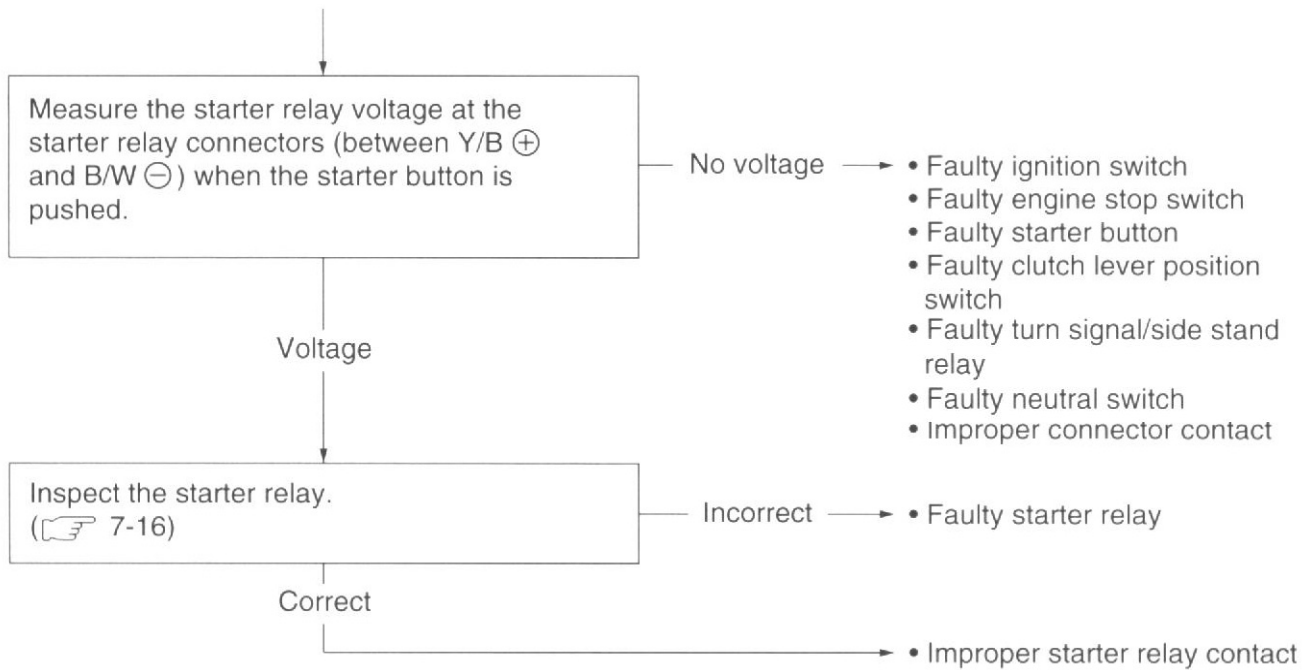 Measure the starter relay voltage at the
starter relay connectors (between Y/B ⊕
and B/W ⊖) when the starter button is
pushed.
No voltage
• Faulty ignition switch
• Faulty engine stop switch
• Faulty starter button
• Faulty clutch lever position
switch
• Faulty turn signal/side stand
relay
• Faulty neutral switch
• Improper connector contact
Voltage
Inspect the starter relay.
(☞ 7-16)
Incorrect
• Faulty starter relay
Correct
• Improper starter relay contact